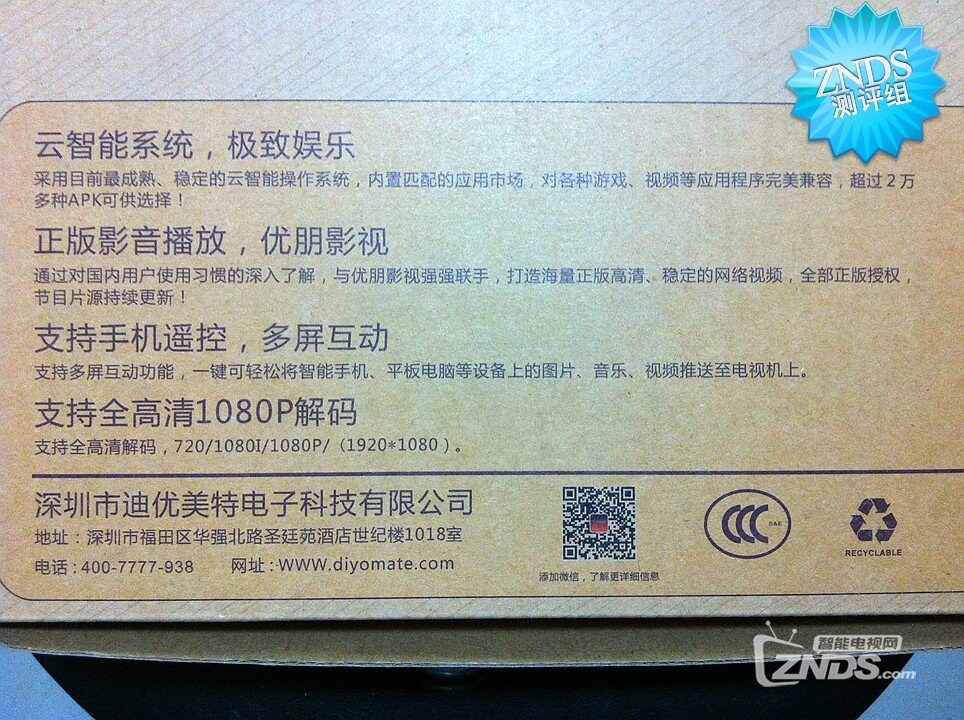 ZNDS
测评组
云智能系统，极致娱乐
采用目前最成熟、稳定的云智能操作系统，内置匹配的应用市场，对各种游戏、视频等应用程序完美兼容，超过2万
多种APK可供选择！
正版影音播放，优朋影视
通过对国内用户使用习惯的深入了解，与优朋影视强强联手，打造海量正版高清、稳定的网络视频，全部正版授权，
节目片源持续更新！
支持手机遥控，多屏互动
支持多屏互动功能，一键可轻松将智能手机、平板电脑等设备上的图片、音乐、视频推送至电视机上。
支持全高清1080P解码
支持全高清解码，720/1080I/1080P/（1920*1080）。
深圳市迪优美特电子科技有限公司
地址：深圳市福田区华强北路圣廷苑酒店世纪楼1018室
电话：400-7777-938 网址：WWW.diyomate.com
添加微信，了解更详细信息
CCC S&E
RECYCLABLE
智能电视网
ZNDS.com